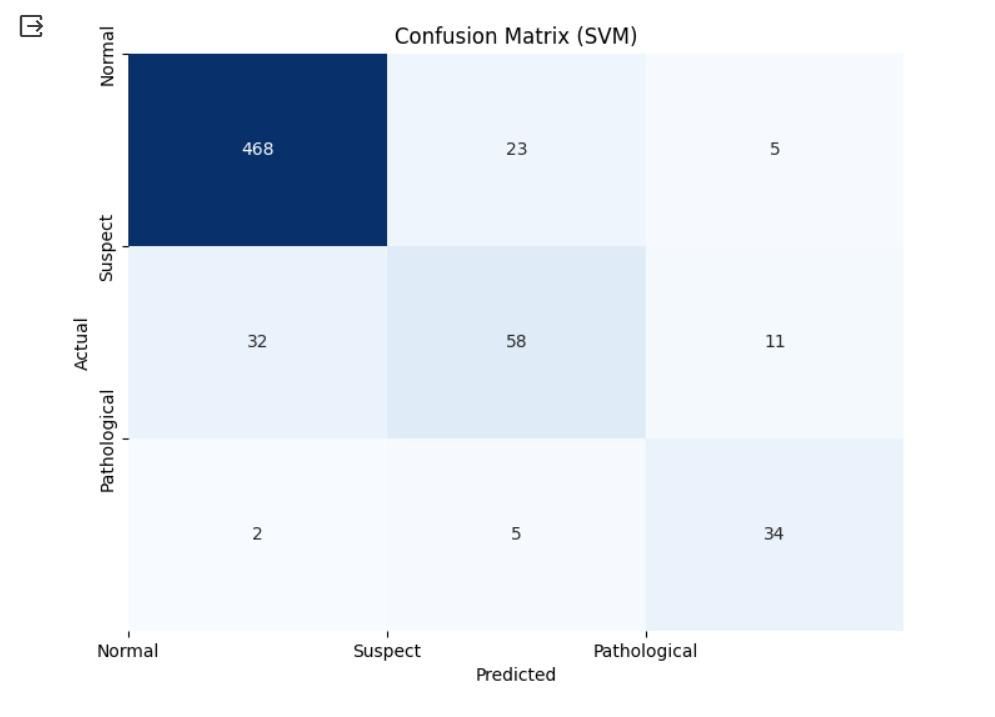 Confusion Matrix (SVM)
Normal
468 23 5
Suspect
Actual
32 58 11
Pathological
2 5 34
Normal Suspect Pathological
Predicted